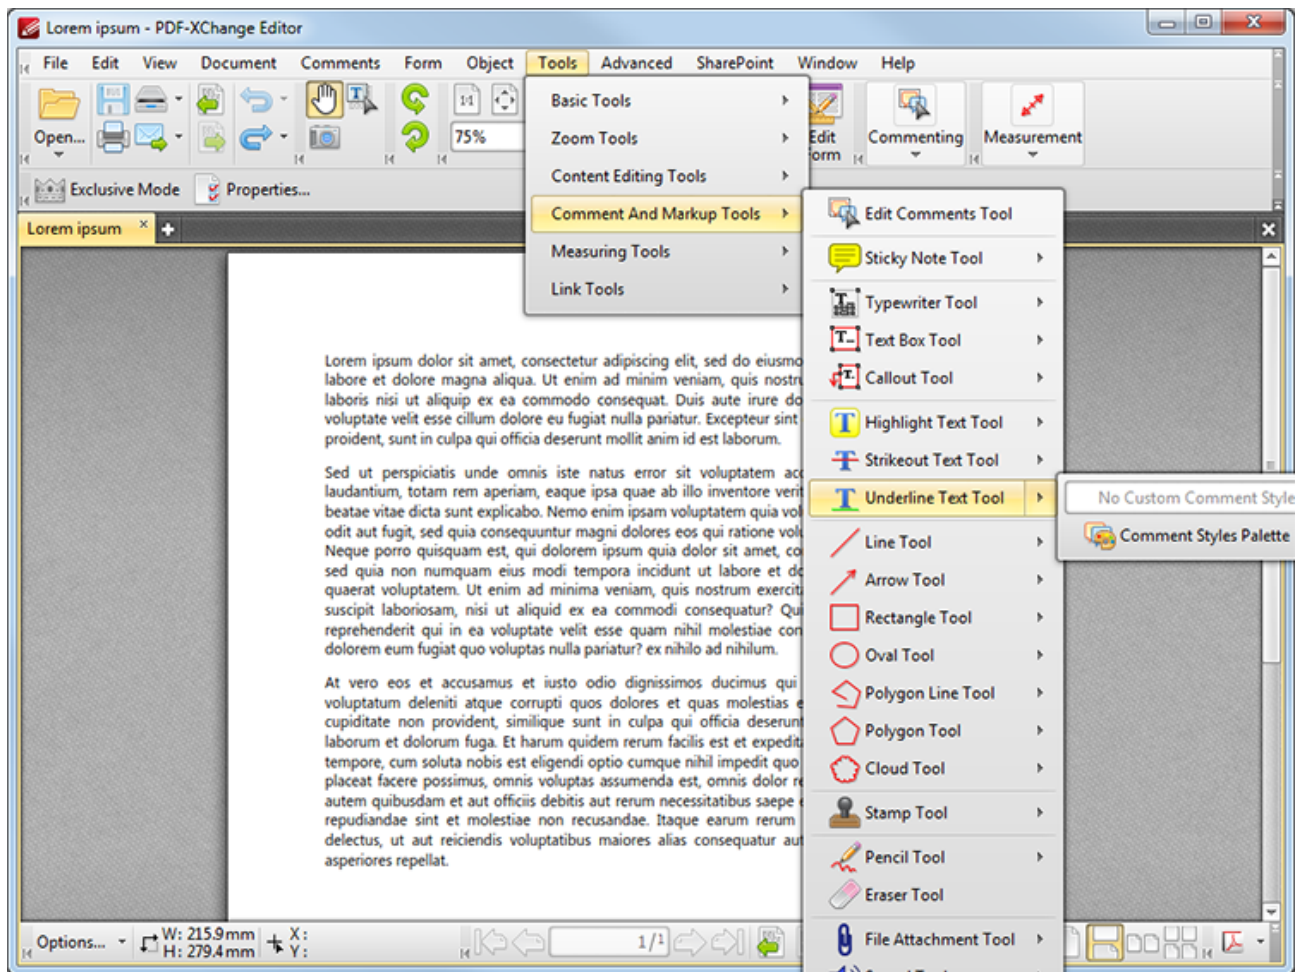 Lorem ipsum - PDF-XChange Editor
File Edit View Document Comments Form Object Tools Advanced SharePoint Window Help
Open...
1:1
75%
Edit
orm
Commenting
Measurement
Exclusive Mode Properties...
Lorem ipsum
Basic Tools
Zoom Tools
Content Editing Tools
Comment And Markup Tools
Measuring Tools
Link Tools
Edit Comments Tool
Sticky Note Tool
Typewriter Tool
Text Box Tool
Callout Tool
Highlight Text Tool
Strikeout Text Tool
Underline Text Tool
Line Tool
Arrow Tool
Rectangle Tool
Oval Tool
Polygon Line Tool
Polygon Tool
Cloud Tool
Stamp Tool
Pencil Tool
Eraser Tool
File Attachment Tool
No Custom Comment Style
Comment Styles Palette
Lorem ipsum dolor sit amet, consectetur adipiscing elit, sed do eiusmo
labore et dolore magna aliqua. Ut enim ad minim veniam, quis nostru
laboris nisi ut aliquip ex ea commodo consequat. Duis aute irure do
voluptate velit esse cillum dolore eu fugiat nulla pariatur. Excepteur sint
proident, sunt in culpa qui officia deserunt mollit anim id est laborum.
Sed ut perspiciatis unde omnis iste natus error sit voluptatem acc
laudantium, totam rem aperiam, eaque ipsa quae ab illo inventore verit
beatae vitae dicta sunt explicabo. Nemo enim ipsam voluptatem quia vol
odit aut fugit, sed quia consequuntur magni dolores eos qui ratione volu
Neque porro quisquam est, qui dolorem ipsum quia dolor sit amet, co
sed quia non numquam eius modi tempora incidunt ut labore et do
quaerat voluptatem. Ut enim ad minima veniam, quis nostrum exercita
suscipit laboriosam, nisi ut aliquid ex ea commodi consequatur? Qui
reprehenderit qui in ea voluptate velit esse quam nihil molestiae con
dolorem eum fugiat quo voluptas nulla pariatur? ex nihilo ad nihilum.
At vero eos et accusamus et iusto odio dignissimos ducimus qui
voluptatum deleniti atque corrupti quos dolores et quas molestias e
cupiditate non provident, similique sunt in culpa qui officia deserunt
laborum et dolorum fuga. Et harum quidem rerum facilis est et expedita
tempore, cum soluta nobis est eligendi optio cumque nihil impedit quo
placeat facere possimus, omnis voluptas assumenda est, omnis dolor re
autem quibusdam et aut officiis debitis aut rerum necessitatibus saepe e
repudiandae sint et molestiae non recusandae. Itaque earum rerum
delectus, ut aut reiciendis voluptatibus maiores alias consequatur aut
asperiores repellat.
Options...
W: 215.9 mm
H: 279.4 mm
X :
Y :
1/1